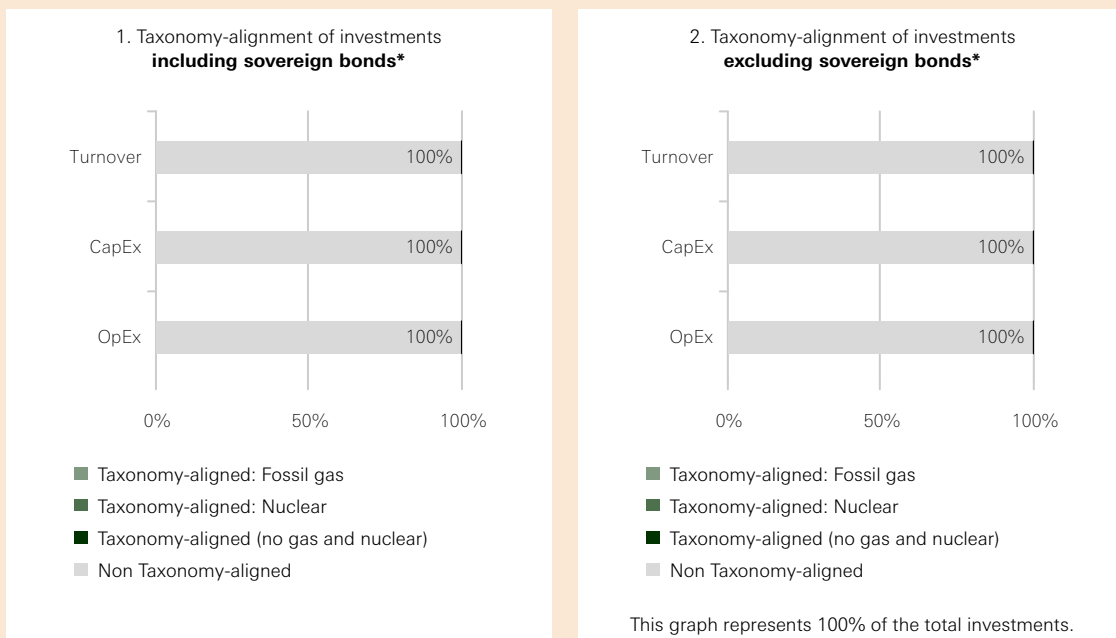 1. Taxonomy-alignment of investments
including sovereign bonds*
Turnover
100%
CapEx
100%
OpEx
100%
0%
50%
100%
Taxonomy-aligned: Fossil gas
Taxonomy-aligned: Nuclear
Taxonomy-aligned (no gas and nuclear)
Non Taxonomy-aligned
2. Taxonomy-alignment of investments
excluding sovereign bonds*
Turnover
100%
CapEx
100%
OpEx
100%
0%
50%
100%
Taxonomy-aligned: Fossil gas
Taxonomy-aligned: Nuclear
Taxonomy-aligned (no gas and nuclear)
Non Taxonomy-aligned
This graph represents 100% of the total investments.